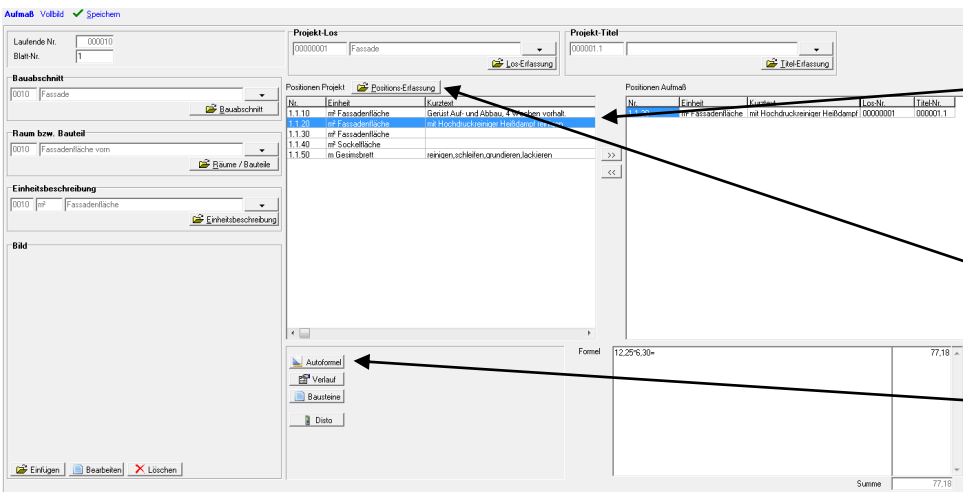 Aufmaß Vollbild Speichern
Laufende Nr. 000010
Blatt-Nr. 1
Projekt-Los
00000001 Fassade
Los-Erfassung
Projekt-Titel
000001.1
Titel-Erfassung
Bauabschnitt
0010 Fassade
Bauabschnitt
Raum bzw. Bauteil
0010 Fassadenfläche vom
Räume / Bauteile
Einheitsbeschreibung
0010 m² Fassadenfläche
Einheitsbeschreibung
Bild
Einfügen Bearbeiten Löschen
Positionen Projekt Positions-Erfassung
Nr. Einheit Kurztext
1.1.10 m² Fassadenfläche Gerüst Auf- und Abbau, 4 Wochen vorhalt.
1.1.20 m² Fassadenfläche mit Hochdruckreiniger Heißdampf reinigen
1.1.30 m² Fassadenfläche
1.1.40 m² Sockelfläche
1.1.50 m Gesimsbrett reinigen,schleifen,grundieren,lackieren
>>
<<
Positionen Aufmaß
Nr. Einheit Kurztext Los-Nr. Titel-Nr.
1.1.20 m² Fassadenfläche mit Hochdruckreiniger Heißdampf 00000001 000001.1
Autoformel
Verlauf
Bausteine
Disto
Formel 12,25*6,30= 77,18
Summe 77,18